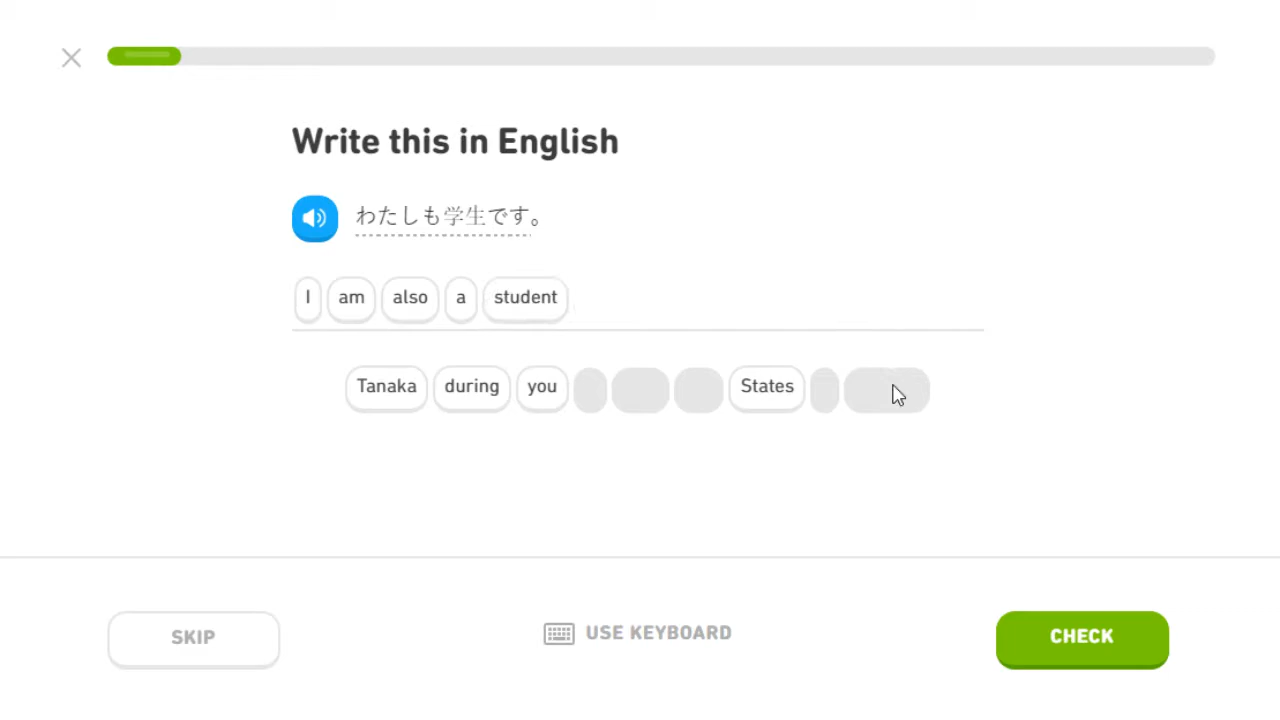 Write this in English
わたしも学生です。
I am also a student
Tanaka during you States
SKIP USE KEYBOARD CHECK